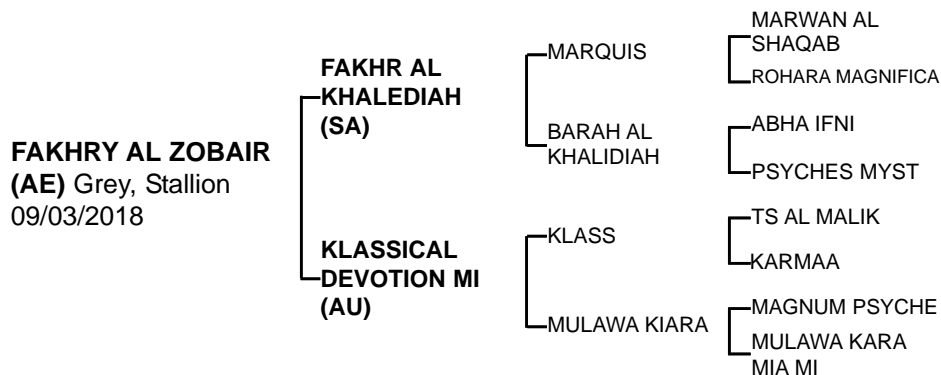 FAKHRY AL ZOBAIR
(AE) Grey, Stallion
09/03/2018
FAKHR AL
KHALEDIAH
(SA)
KLASSICAL
DEVOTION MI
(AU)
MARQUIS
BARAH AL
KHALIDIAH
KLASS
MULAWA KIARA
MARWAN AL
SHAQAB
ROHARA MAGNIFICA
ABHA IFNI
PSYCHES MYST
TS AL MALIK
KARMAA
MAGNUM PSYCHE
MULAWA KARA
MIA MI